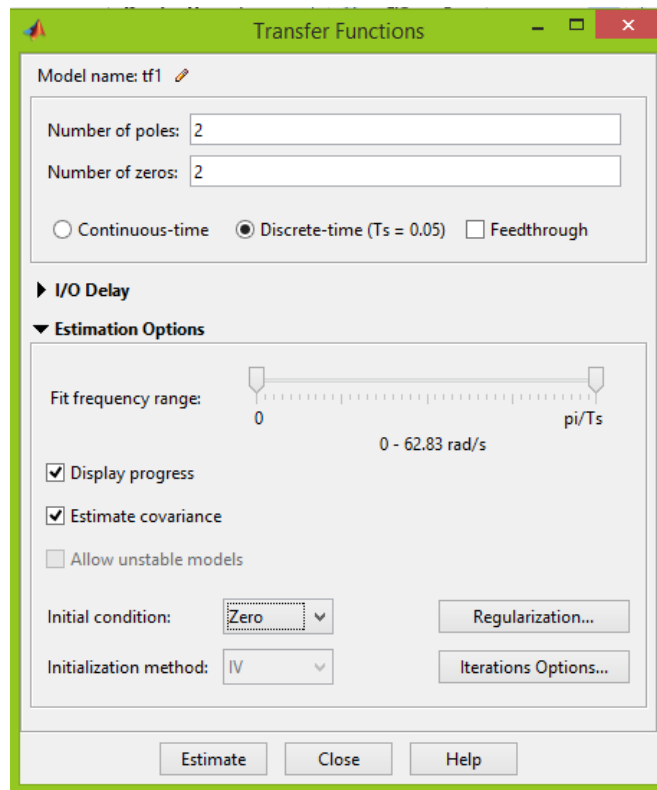 Transfer Functions
Model name: tf1
Number of poles: 2
Number of zeros: 2
Continuous-time Discrete-time (Ts = 0.05) Feedthrough
I/O Delay
Estimation Options
Fit frequency range:
0 pi/Ts
0 - 62.83 rad/s
Display progress
Estimate covariance
Allow unstable models
Initial condition: Zero Regularization...
Initialization method: IV Iterations Options...
Estimate Close Help